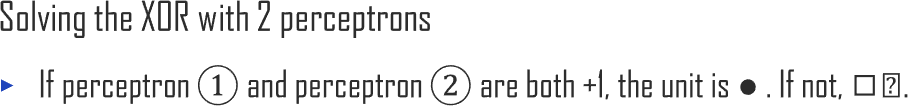 Solving the XOR with 2 perceptrons
▸ If perceptron ① and perceptron ② are both +1, the unit is ● . If not, □ ⍰.